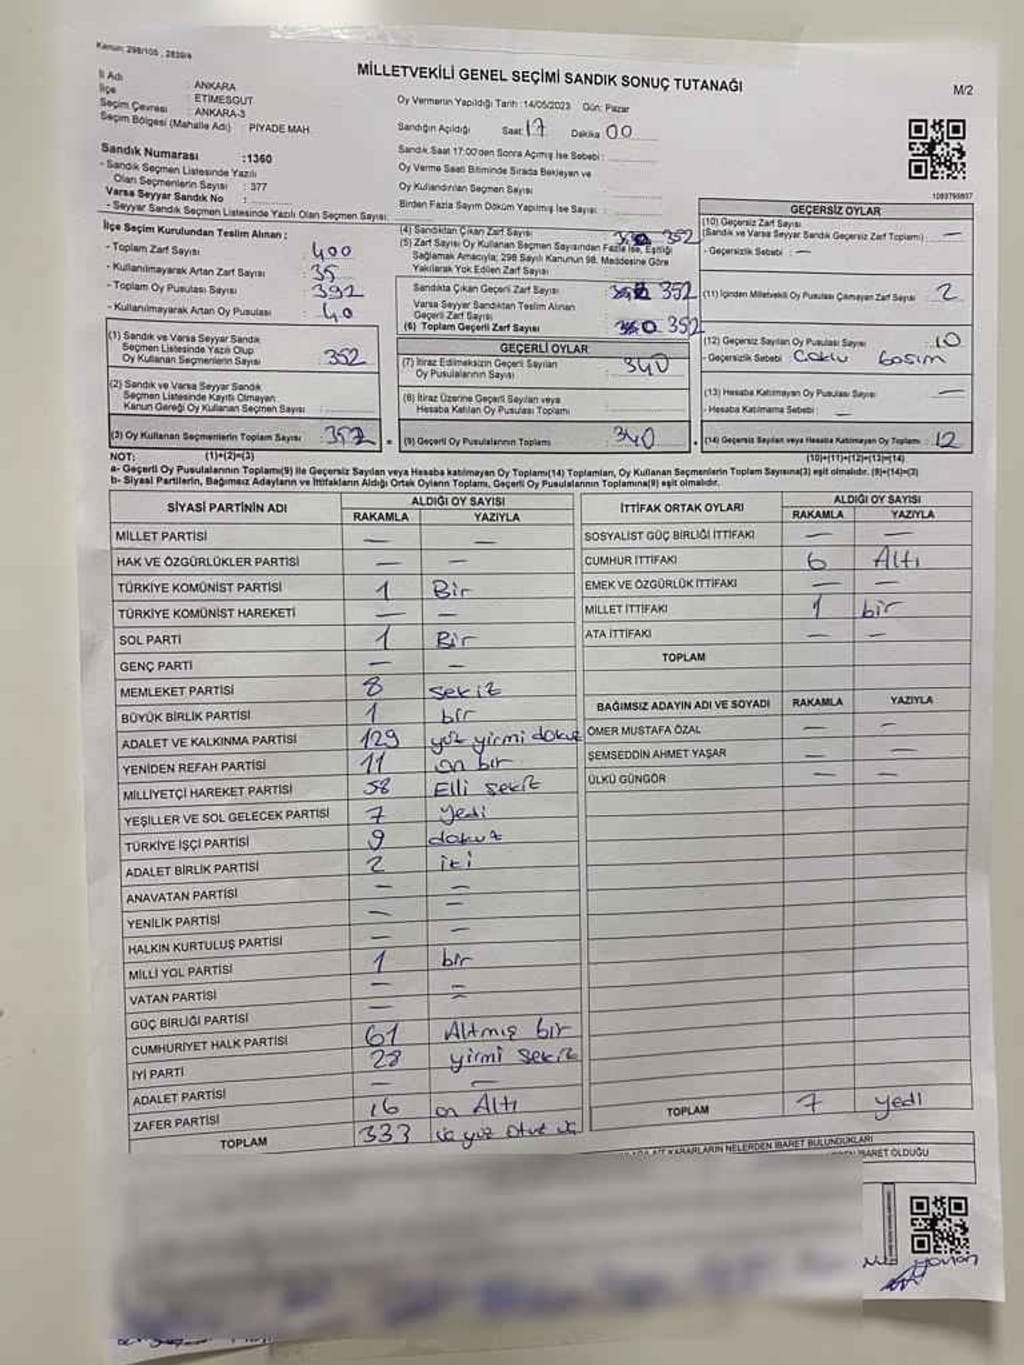 Kanun: 298/105 , 2839/4
MİLLETVEKİLİ GENEL SEÇİMİ SANDIK SONUÇ TUTANAĞI
M/2
İl Adı : ANKARA
İlçe : ETİMESGUT
Seçim Çevresi : ANKARA-3
Seçim Bölgesi (Mahalle Adı) : PİYADE MAH.
Oy Vermenin Yapıldığı Tarih : 14/05/2023 Gün: Pazar
Sandığın Açıldığı Saat: 17 Dakika 00
Sandık Saat 17:00'den Sonra Açılmış İse Sebebi :
Oy Verme Saati Bitiminde Sırada Bekleyen ve
Oy Kullandırılan Seçmen Sayısı :
Birden Fazla Sayım Döküm Yapılmış İse Sayısı :
Sandık Numarası :1360
- Sandık Seçmen Listesinde Yazılı
Olan Seçmenlerin Sayısı : 377
Varsa Seyyar Sandık No :
- Seyyar Sandık Seçmen Listesinde Yazılı Olan Seçmen Sayısı:
İlçe Seçim Kurulundan Teslim Alınan :
- Toplam Zarf Sayısı : 400
- Kullanılmayarak Artan Zarf Sayısı : 35
- Toplam Oy Pusulası Sayısı : 392
- Kullanılmayarak Artan Oy Pusulası : 40
(1) Sandık ve Varsa Seyyar Sandık
Seçmen Listesinde Yazılı Olup
Oy Kullanan Seçmenlerin Sayısı : 352
(2) Sandık ve Varsa Seyyar Sandık
Seçmen Listesinde Kayıtlı Olmayan
Kanun Gereği Oy Kullanan Seçmen Sayısı :
(3) Oy Kullanan Seçmenlerin Toplam Sayısı : 352
(1)+(2)=(3)
(4) Sandıktan Çıkan Zarf Sayısı : 352
(5) Zarf Sayısı Oy Kullanan Seçmen Sayısından Fazla İse, Eşitliği
Sağlamak Amacıyla; 298 Sayılı Kanunun 98. Maddesine Göre
Yakılarak Yok Edilen Zarf Sayısı
Sandıkta Çıkan Geçerli Zarf Sayısı : 352
Varsa Seyyar Sandıktan Teslim Alınan
Geçerli Zarf Sayısı :
(6) Toplam Geçerli Zarf Sayısı 352
GEÇERLİ OYLAR
(7) İtiraz Edilmeksizin Geçerli Sayılan
Oy Pusulalarının Sayısı : 340
(8) İtiraz Üzerine Geçerli Sayılan veya
Hesaba Katılan Oy Pusulası Toplamı :
(9) Geçerli Oy Pusulalarının Toplamı : 340
GEÇERSİZ OYLAR
(10) Geçersiz Zarf Sayısı
(Sandık ve Varsa Seyyar Sandık Geçersiz Zarf Toplamı) : —
- Geçersizlik Sebebi : —
(11) İçinden Milletvekili Oy Pusulası Çıkmayan Zarf Sayısı : 2
(12) Geçersiz Sayılan Oy Pusulası Sayısı : 10
- Geçersizlik Sebebi : Çoklu basım
(13) Hesaba Katılmayan Oy Pusulası Sayısı : —
- Hesaba Katılmama Sebebi : —
(14) Geçersiz Sayılan veya Hesaba Katılmayan Oy Toplamı : 12
(10)+(11)+(12)+(13)=(14)
NOT:
a- Geçerli Oy Pusulalarının Toplamı(9) ile Geçersiz Sayılan veya Hesaba katılmayan Oy Toplamı(14) Toplamları, Oy Kullanan Seçmenlerin Toplam Sayısına(3) eşit olmalıdır. (9)+(14)=(3)
b- Siyasi Partilerin, Bağımsız Adayların ve İttifakların Aldığı Ortak Oyların Toplamı, Geçerli Oy Pusulalarının Toplamına(9) eşit olmalıdır.
SİYASİ PARTİNİN ADI ALDIĞI OY SAYISI
RAKAMLA YAZIYLA
MİLLET PARTİSİ — —
HAK VE ÖZGÜRLÜKLER PARTİSİ — —
TÜRKİYE KOMÜNİST PARTİSİ 1 Bir
TÜRKİYE KOMÜNİST HAREKETİ — —
SOL PARTİ 1 Bir
GENÇ PARTİ — —
MEMLEKET PARTİSİ 8 sekiz
BÜYÜK BİRLİK PARTİSİ 1 bir
ADALET VE KALKINMA PARTİSİ 129 yüz yirmi dokuz
YENİDEN REFAH PARTİSİ 11 on bir
MİLLİYETÇİ HAREKET PARTİSİ 58 Elli sekiz
YEŞİLLER VE SOL GELECEK PARTİSİ 7 Yedi
TÜRKİYE İŞÇİ PARTİSİ 9 dokuz
ADALET BİRLİK PARTİSİ 2 iki
ANAVATAN PARTİSİ — —
YENİLİK PARTİSİ — —
HALKIN KURTULUŞ PARTİSİ — —
MİLLİ YOL PARTİSİ 1 bir
VATAN PARTİSİ — —
GÜÇ BİRLİĞİ PARTİSİ — —
CUMHURİYET HALK PARTİSİ 61 Altmış bir
İYİ PARTİ 28 yirmi sekiz
ADALET PARTİSİ — —
ZAFER PARTİSİ 16 on Altı
TOPLAM 333 üç yüz otuz üç
İTTİFAK ORTAK OYLARI ALDIĞI OY SAYISI
RAKAMLA YAZIYLA
SOSYALİST GÜÇ BİRLİĞİ İTTİFAKI — —
CUMHUR İTTİFAKI 6 Altı
EMEK VE ÖZGÜRLÜK İTTİFAKI — —
MİLLET İTTİFAKI 1 bir
ATA İTTİFAKI — —
TOPLAM
BAĞIMSIZ ADAYIN ADI VE SOYADI RAKAMLA YAZIYLA
ÖMER MUSTAFA ÖZAL — —
ŞEMSEDDİN AHMET YAŞAR — —
ÜLKÜ GÜNGÖR — —
TOPLAM 7 yedi
KARARLARIN NELERDEN İBARET BULUNDUKLARI
İBARET OLDUĞU